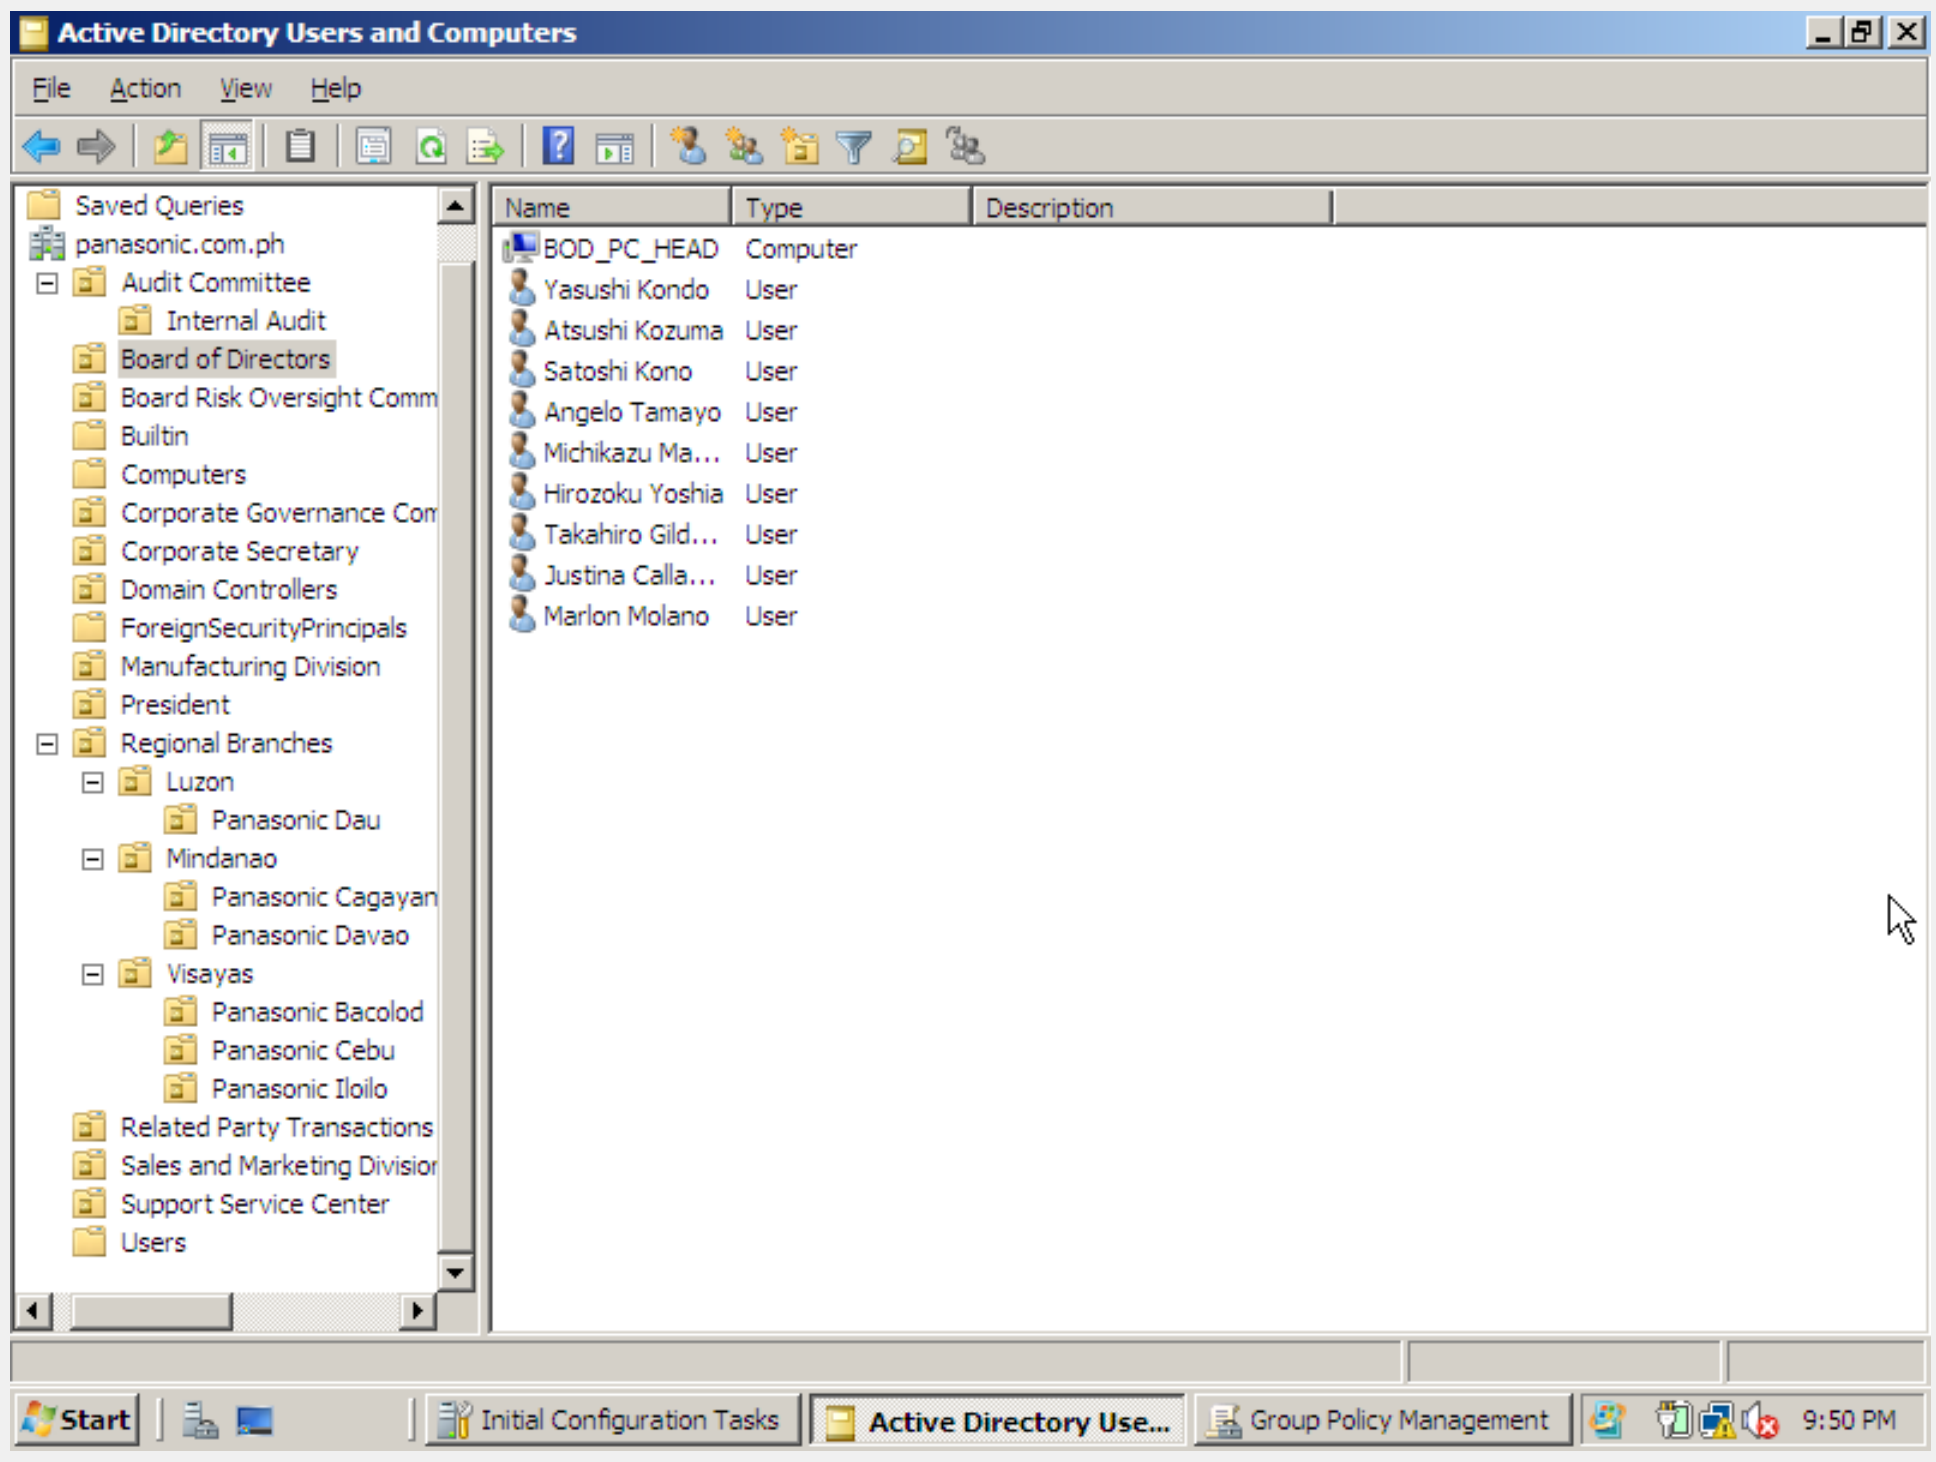 Active Directory Users and Computers
File Action View Help
Saved Queries
panasonic.com.ph
Audit Committee
Internal Audit
Board of Directors
Board Risk Oversight Comm
Builtin
Computers
Corporate Governance Com
Corporate Secretary
Domain Controllers
ForeignSecurityPrincipals
Manufacturing Division
President
Regional Branches
Luzon
Panasonic Dau
Mindanao
Panasonic Cagayan
Panasonic Davao
Visayas
Panasonic Bacolod
Panasonic Cebu
Panasonic Iloilo
Related Party Transactions
Sales and Marketing Division
Support Service Center
Users
Name Type Description
BOD_PC_HEAD Computer
Yasushi Kondo User
Atsushi Kozuma User
Satoshi Kono User
Angelo Tamayo User
Michikazu Ma... User
Hirozoku Yoshia User
Takahiro Gild... User
Justina Calla... User
Marlon Molano User
Start Initial Configuration Tasks Active Directory Use... Group Policy Management 9:50 PM